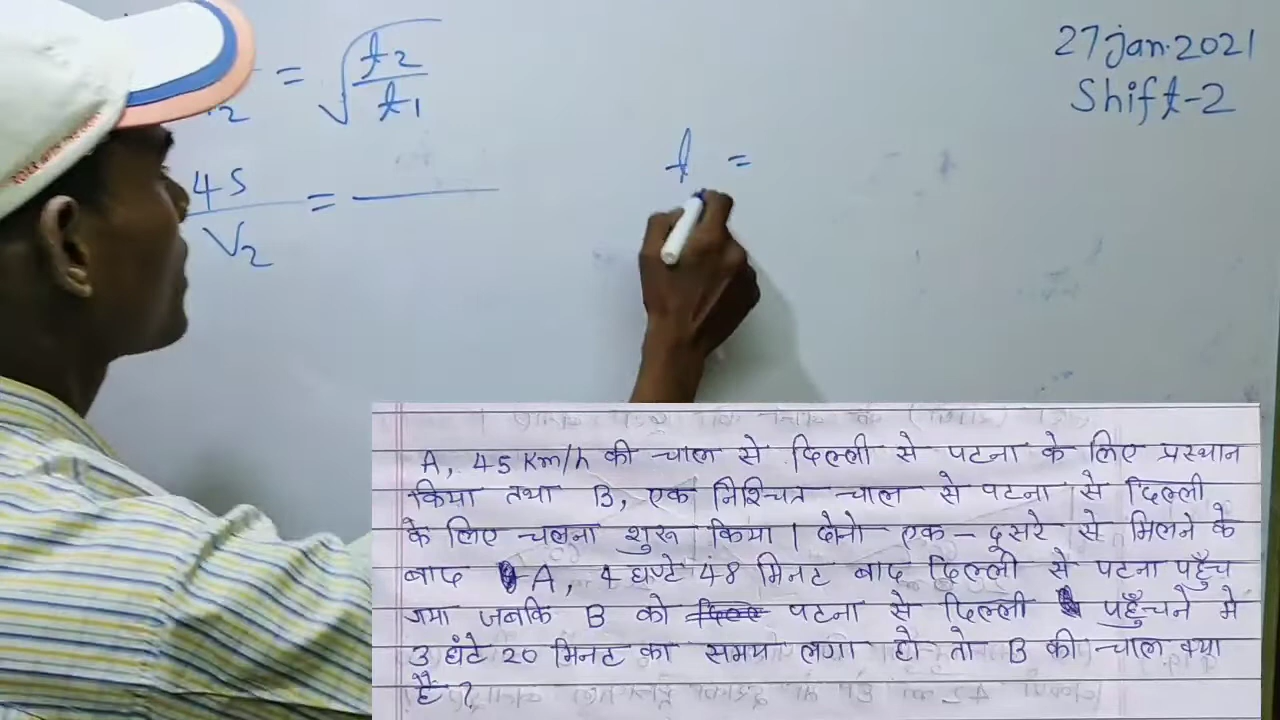 27 Jan. 2021
Shift-2
2 = √(t2/t1)
45/V2 =
t =
A, 45 Km/h की चाल से दिल्ली से पटना के लिए प्रस्थान
किया तथा B, एक निश्चित चाल से पटना से दिल्ली
के लिए चलना शुरू किया। दोनो एक-दूसरे से मिलने के
बाद A, 4 घण्टे 48 मिनट बाद दिल्ली से पटना पहुँच
गया जबकि B को पटना से दिल्ली पहुँचने मे
3 घंटे 20 मिनट का समय लगा हो तो B की चाल क्या
है ?